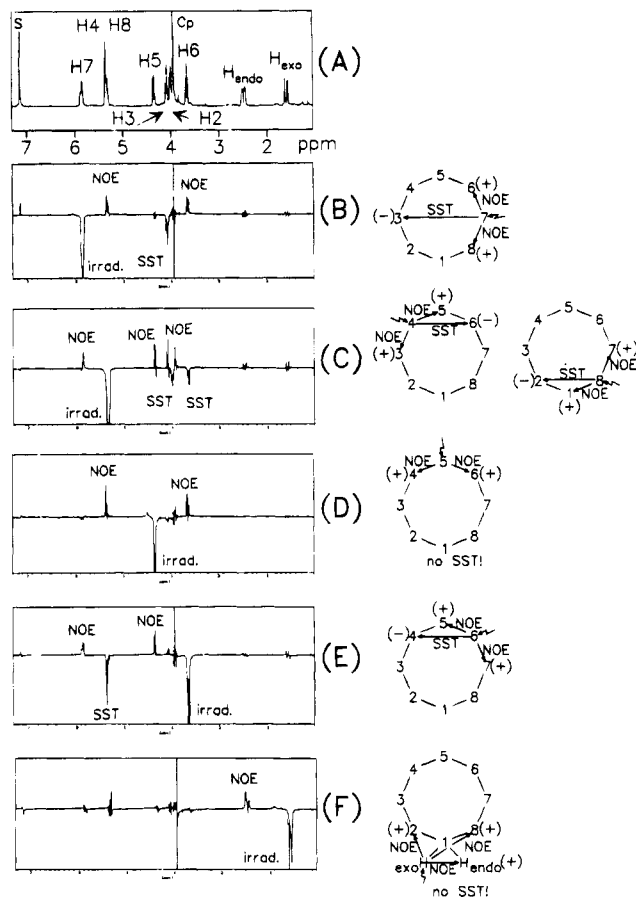 S
H4 H8
Cp
H7
H5
H6
H endo
H exo
H3
H2
(A)
7 6 5 4 3 2 ppm
NOE
NOE
irrad.
SST
(B)
4 5 6 (+)
NOE
(-) 3 SST 7
NOE
2 1 8 (+)
NOE
NOE
NOE
irrad.
SST
SST
(C)
(+)
NOE 5
4 6 (-)
SST
NOE
(+) 3 7
2 1 8
4 5 6
3 7 (+)
SST NOE
(-) 2 8
1 NOE
(+)
NOE
NOE
irrad.
(D)
NOE 5 NOE
(+) 4 6 (+)
3 7
2 1 8
no SST!
NOE
NOE
SST
irrad.
(E)
(+)
5 NOE
(-) 4 6
SST NOE
3 7 (+)
2 1 8
NOE
irrad.
(F)
4 5 6
3 7
(+) 2 1 8 (+)
NOE NOE
exo H NOE H endo (+)
no SST!